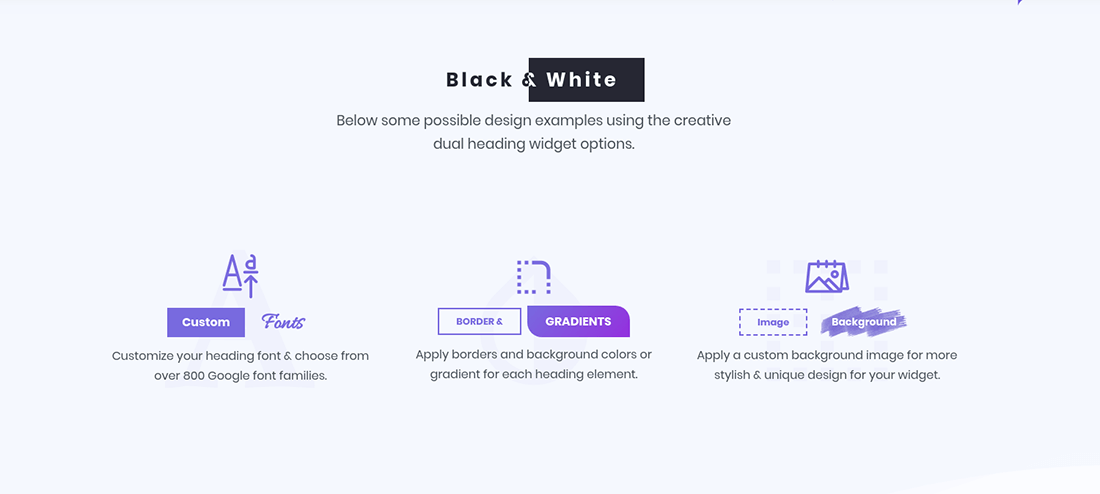 Black & White
Below some possible design examples using the creative
dual heading widget options.
Custom Fonts
Customize your heading font & choose from
over 800 Google font families.
BORDER & GRADIENTS
Apply borders and background colors or
gradient for each heading element.
Image Background
Apply a custom background image for more
stylish & unique design for your widget.